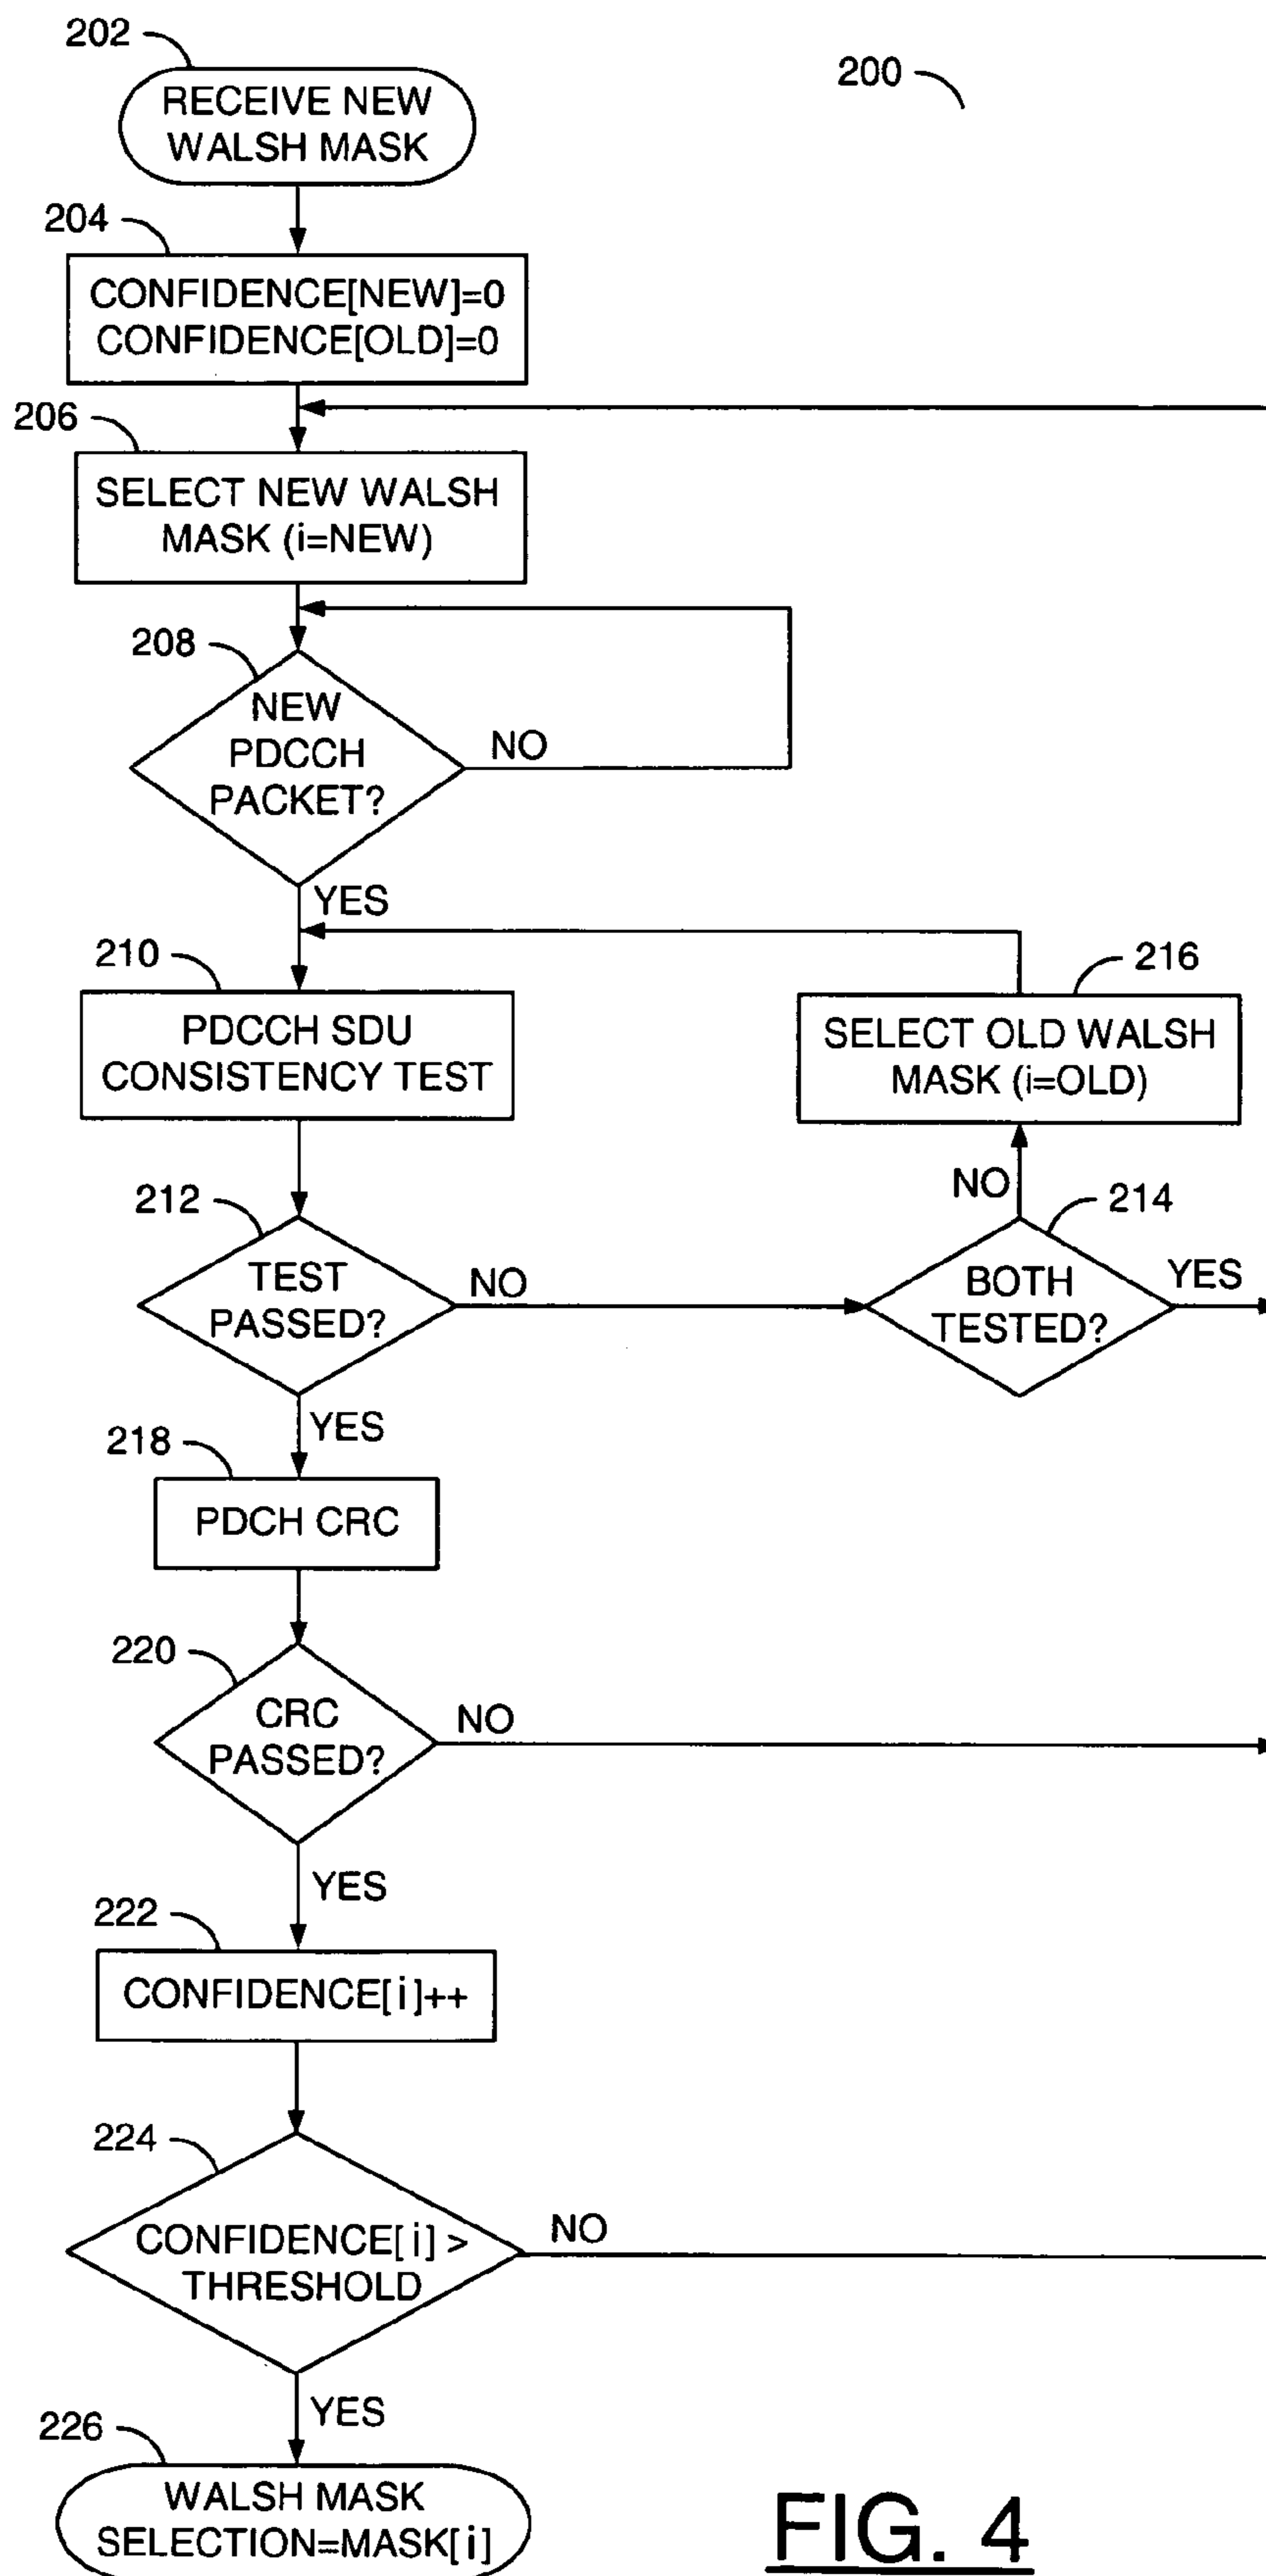 202
200
RECEIVE NEW
WALSH MASK
204
CONFIDENCE[NEW]=0
CONFIDENCE[OLD]=0
206
SELECT NEW WALSH
MASK (i=NEW)
208
NEW
PDCCH
PACKET?
NO
YES
210
PDCCH SDU
CONSISTENCY TEST
216
SELECT OLD WALSH
MASK (i=OLD)
212
TEST
PASSED?
NO
NO
214
BOTH
TESTED?
YES
YES
218
PDCH CRC
220
CRC
PASSED?
NO
YES
222
CONFIDENCE[i]++
224
CONFIDENCE[i] >
THRESHOLD
NO
YES
226
WALSH MASK
SELECTION=MASK[i]
FIG. 4